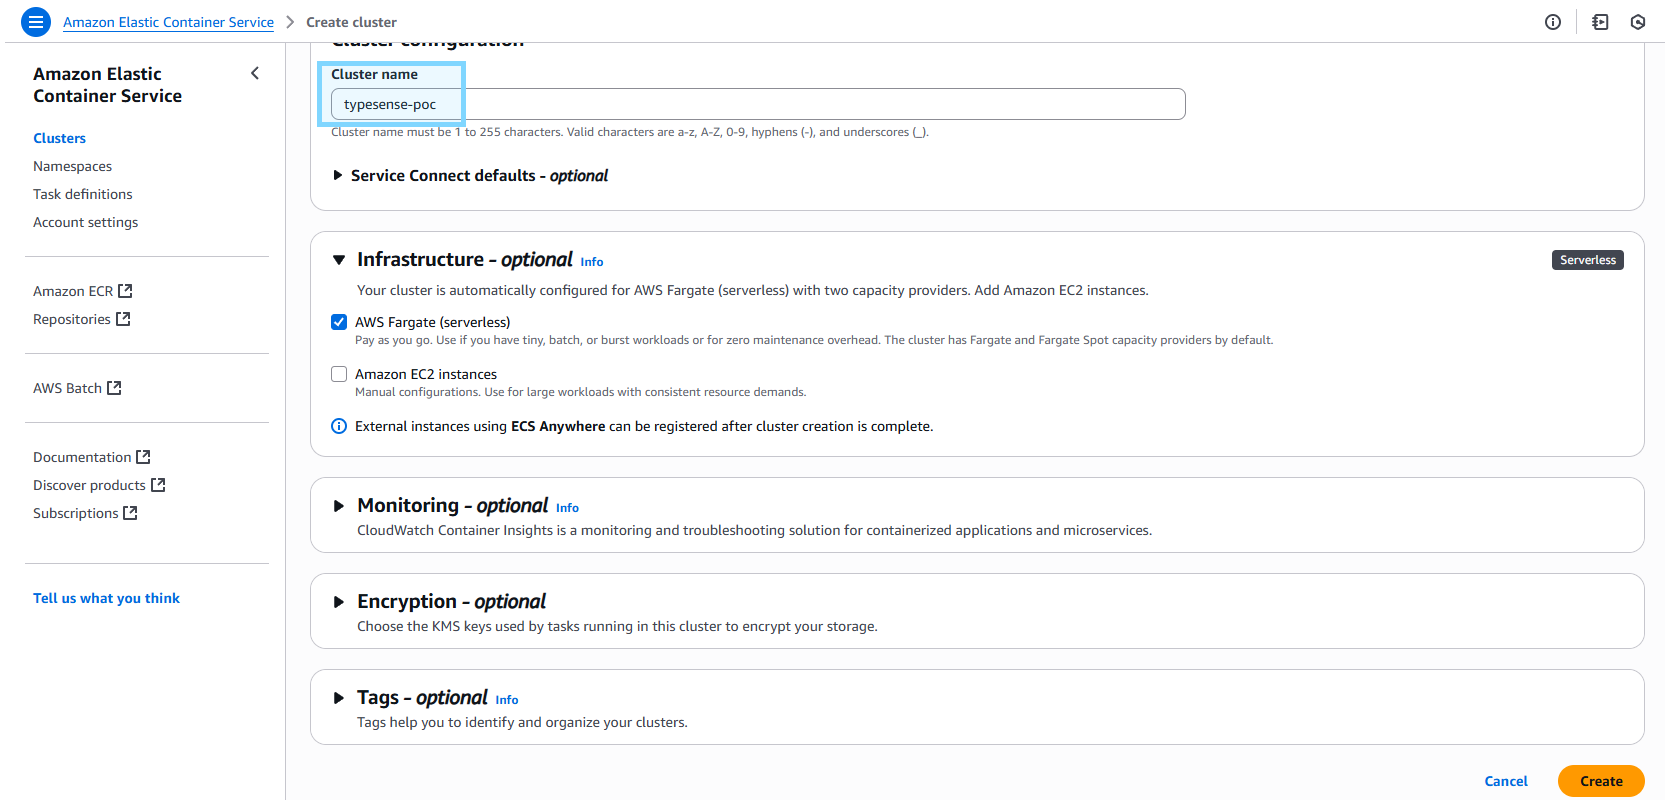 Amazon Elastic Container Service > Create cluster
Amazon Elastic
Container Service
Clusters
Namespaces
Task definitions
Account settings
Amazon ECR
Repositories
AWS Batch
Documentation
Discover products
Subscriptions
Tell us what you think
Cluster configuration
Cluster name
typesense-poc
Cluster name must be 1 to 255 characters. Valid characters are a-z, A-Z, 0-9, hyphens (-), and underscores (_).
Service Connect defaults - optional
Infrastructure - optional Info
Serverless
Your cluster is automatically configured for AWS Fargate (serverless) with two capacity providers. Add Amazon EC2 instances.
AWS Fargate (serverless)
Pay as you go. Use if you have tiny, batch, or burst workloads or for zero maintenance overhead. The cluster has Fargate and Fargate Spot capacity providers by default.
Amazon EC2 instances
Manual configurations. Use for large workloads with consistent resource demands.
External instances using ECS Anywhere can be registered after cluster creation is complete.
Monitoring - optional Info
CloudWatch Container Insights is a monitoring and troubleshooting solution for containerized applications and microservices.
Encryption - optional
Choose the KMS keys used by tasks running in this cluster to encrypt your storage.
Tags - optional Info
Tags help you to identify and organize your clusters.
Cancel
Create